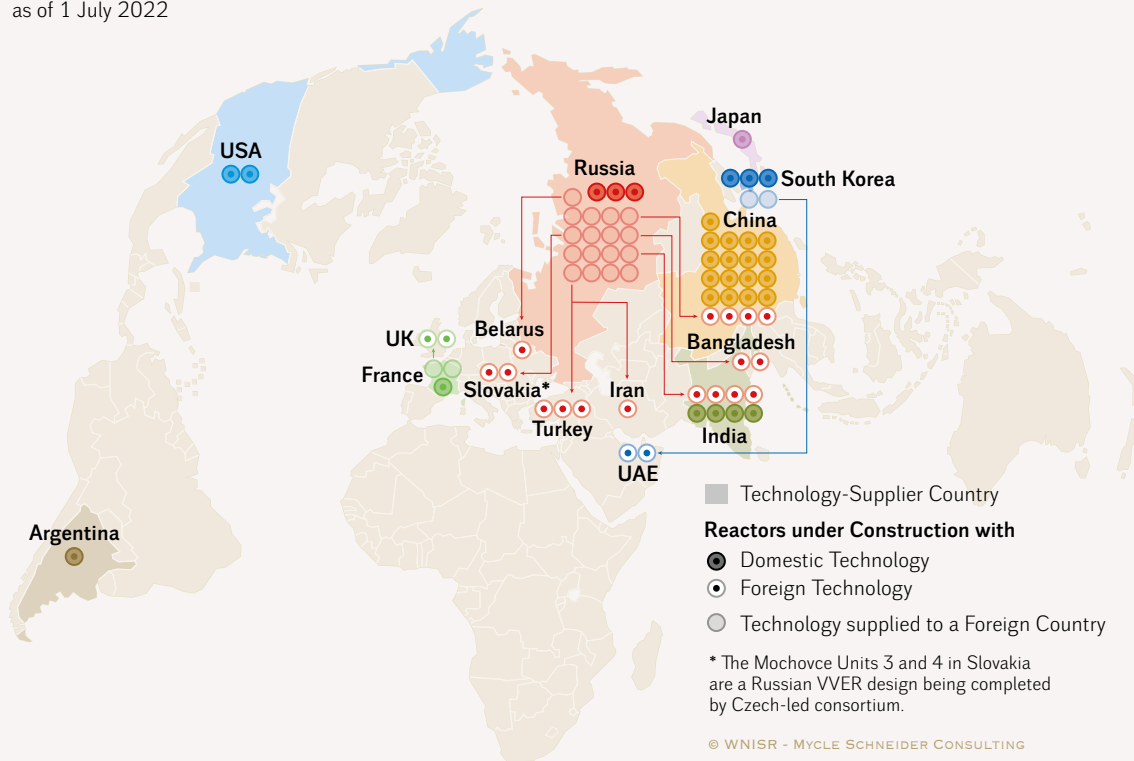 as of 1 July 2022
Japan
USA
Russia
South Korea
China
UK
Belarus
Bangladesh
France
Slovakia*
Iran
Turkey
India
UAE
Technology-Supplier Country
Argentina
Reactors under Construction with
Domestic Technology
Foreign Technology
Technology supplied to a Foreign Country
* The Mochovce Units 3 and 4 in Slovakia
are a Russian VVER design being completed
by Czech-led consortium.
© WNISR - MYCLE SCHNEIDER CONSULTING